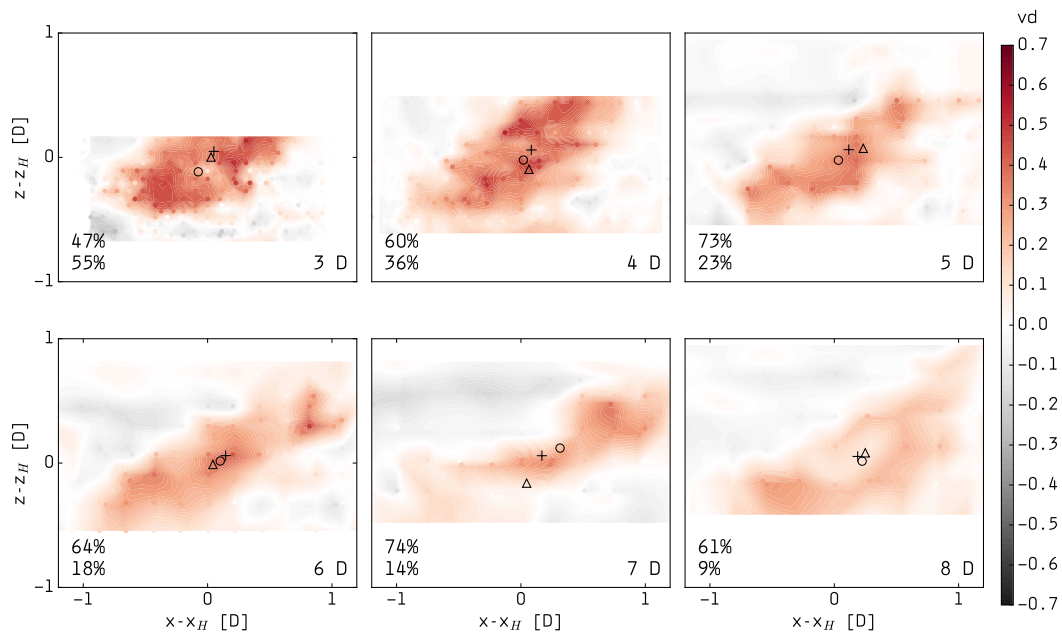 vd
1
0
-1
z-z_H [D]
47%
55%
3 D
60%
36%
4 D
73%
23%
5 D
1
0
-1
z-z_H [D]
64%
18%
6 D
74%
14%
7 D
61%
9%
8 D
-1 0 1
-1 0 1
-1 0 1
x-x_H [D]
x-x_H [D]
x-x_H [D]
0.7
0.6
0.5
0.4
0.3
0.2
0.1
0.0
-0.1
-0.2
-0.3
-0.4
-0.5
-0.6
-0.7